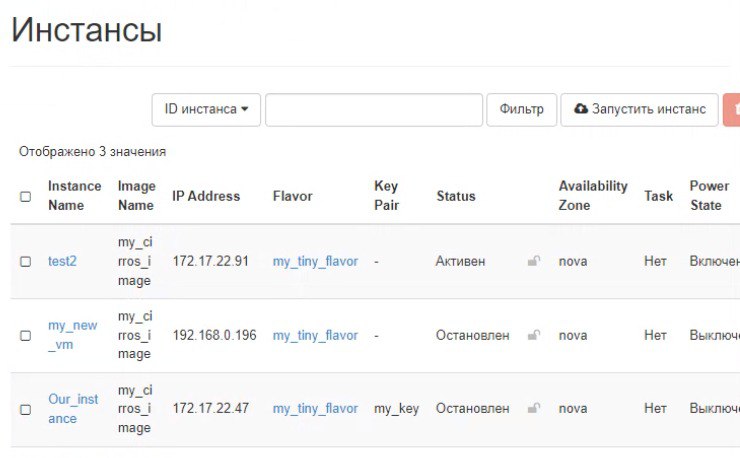 Инстансы
ID инстанса Фильтр Запустить инстанс
Отображено 3 значения
Instance Name Image Name IP Address Flavor Key Pair Status Availability Zone Task Power State
test2 my_cirros_image 172.17.22.91 my_tiny_flavor - Активен nova Нет Включен
my_new_vm my_cirros_image 192.168.0.196 my_tiny_flavor - Остановлен nova Нет Выключе
Our_instance my_cirros_image 172.17.22.47 my_tiny_flavor my_key Остановлен nova Нет Выключе